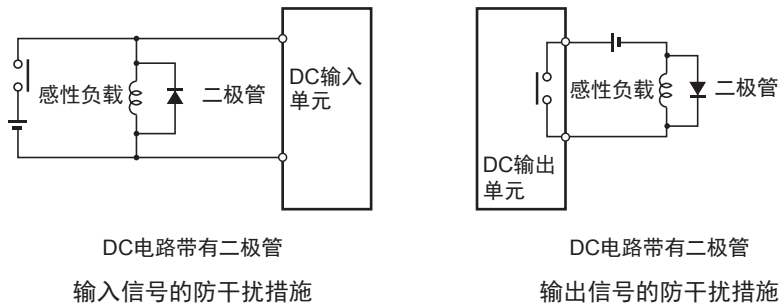 感性负载
二极管
DC输入
单元
DC电路带有二极管
输入信号的防干扰措施
感性负载
二极管
DC输出
单元
DC电路带有二极管
输出信号的防干扰措施